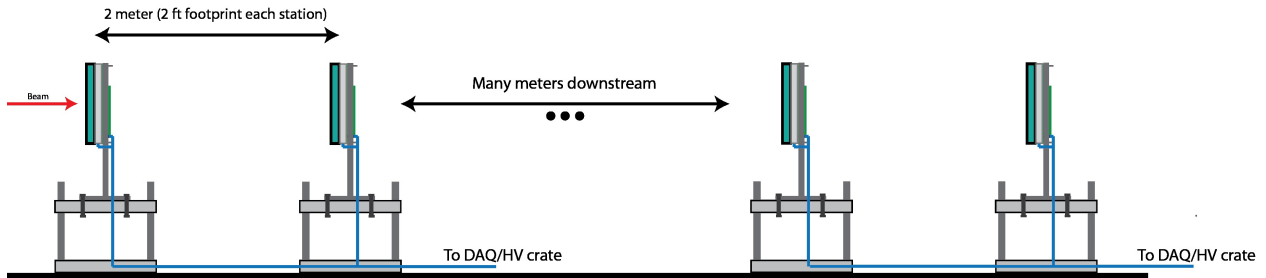 2 meter (2 ft footprint each station)
Many meters downstream
Beam
To DAQ/HV crate
To DAQ/HV crate